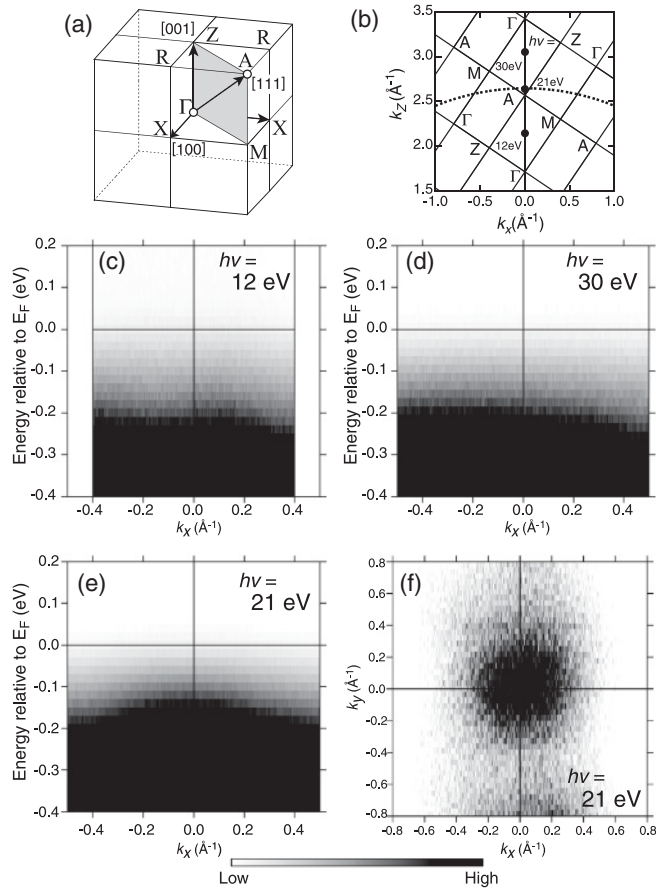 (a)
[001]
Z
R
R
A
[111]
Γ
X
X
[100]
M
(b)
3.5
3.0
2.5
2.0
1.5
k_Z(Å⁻¹)
Γ
A
Z
hν =
Γ
M
30eV
21eV
A
Γ
M
Z
12eV
A
Γ
-1.0 -0.5 0.0 0.5 1.0
k_x(Å⁻¹)
(c)
hν =
12 eV
0.2
0.1
0.0
-0.1
-0.2
-0.3
-0.4
Energy relative to E_F (eV)
-0.4 -0.2 0.0 0.2 0.4
k_x (Å⁻¹)
(d)
hν =
30 eV
0.2
0.1
0.0
-0.1
-0.2
-0.3
-0.4
Energy relative to E_F (eV)
-0.4 -0.2 0.0 0.2 0.4
k_x (Å⁻¹)
(e)
hν =
21 eV
0.2
0.1
0.0
-0.1
-0.2
-0.3
-0.4
Energy relative to E_F (eV)
-0.4 -0.2 0.0 0.2 0.4
k_x (Å⁻¹)
(f)
0.8
0.6
0.4
0.2
0.0
-0.2
-0.4
-0.6
-0.8
k_y (Å⁻¹)
hν =
21 eV
-0.8 -0.6 -0.4 -0.2 0.0 0.2 0.4 0.6 0.8
k_x (Å⁻¹)
Low High